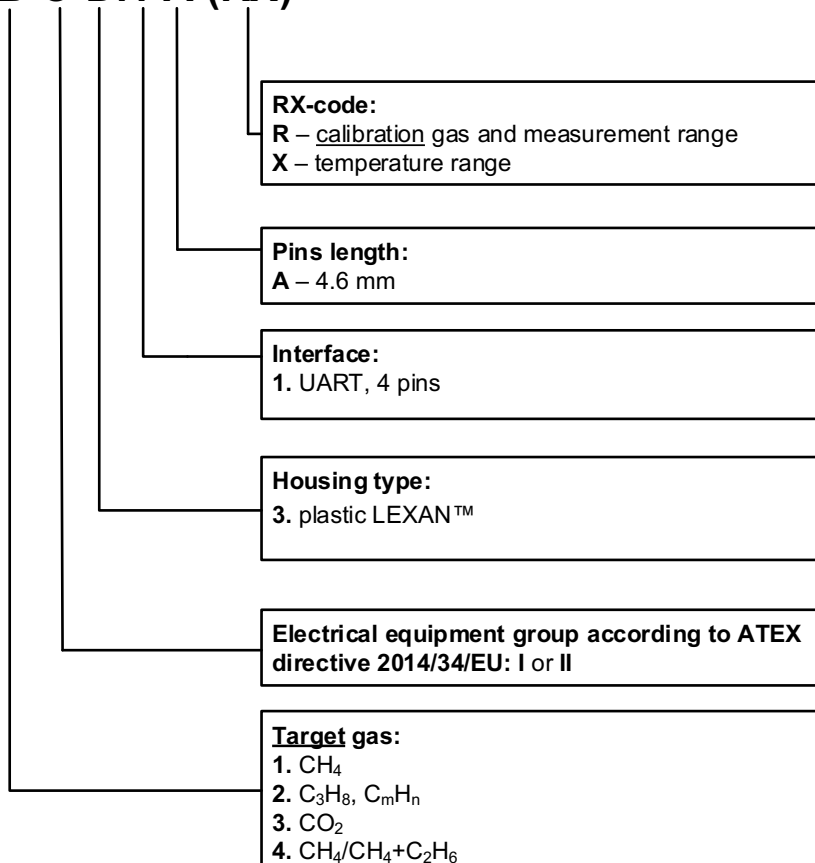 RX-code:
R – calibration gas and measurement range
X – temperature range
Pins length:
A – 4.6 mm
Interface:
1. UART, 4 pins
Housing type:
3. plastic LEXAN™
Electrical equipment group according to ATEX
directive 2014/34/EU: I or II
Target gas:
1. CH₄
2. C₃H₈, CₘHₙ
3. CO₂
4. CH₄/CH₄+C₂H₆